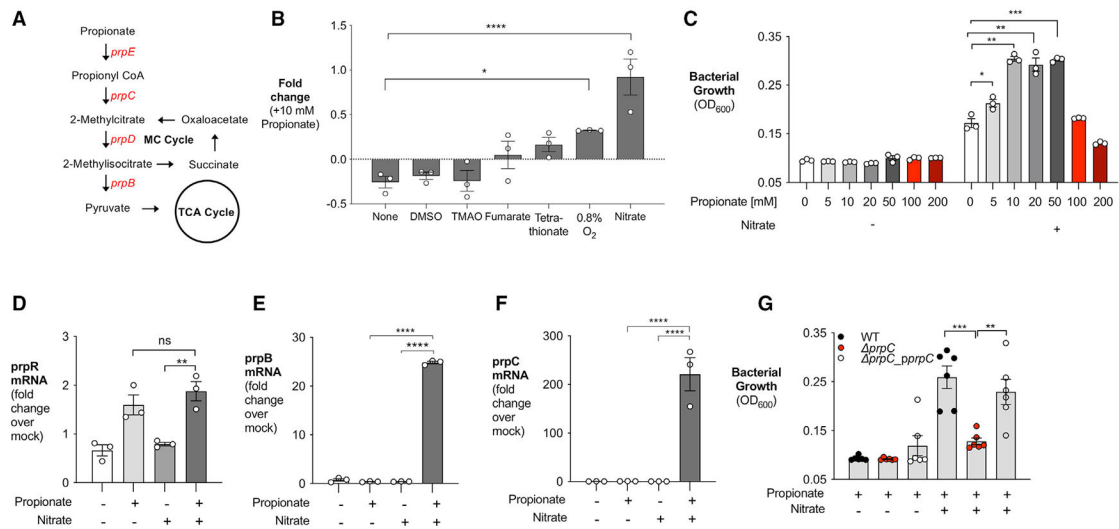 A
Propionate
prpE
Propionyl CoA
prpC
2-Methylcitrate
Oxaloacetate
prpD
MC Cycle
2-Methylisocitrate
Succinate
prpB
Pyruvate
TCA Cycle
B
Fold
change
(+10 mM
Propionate)
1.5
1.0
0.5
0.0
-0.5
****
*
None
DMSO
TMAO
Fumarate
Tetra-
thionate
0.8%
O2
Nitrate
C
Bacterial
Growth
(OD600)
0.35
0.25
0.15
0.05
***
**
**
*
Propionate [mM] 0 5 10 20 50 100 200 0 5 10 20 50 100 200
Nitrate - +
D
prpR
mRNA
(fold
change
over
mock)
3
2
1
0
ns
**
Propionate - + - +
Nitrate - - + +
E
prpB
mRNA
(fold
change
over
mock)
30
20
10
0
****
****
Propionate - + - +
Nitrate - - + +
F
prpC
mRNA
(fold
change
over
mock)
300
200
100
0
****
****
Propionate - + - +
Nitrate - - + +
G
Bacterial
Growth
(OD600)
0.35
0.25
0.15
0.05
WT
ΔprpC
ΔprpC_pprpC
***
**
Propionate + + + + + +
Nitrate - - - + + +